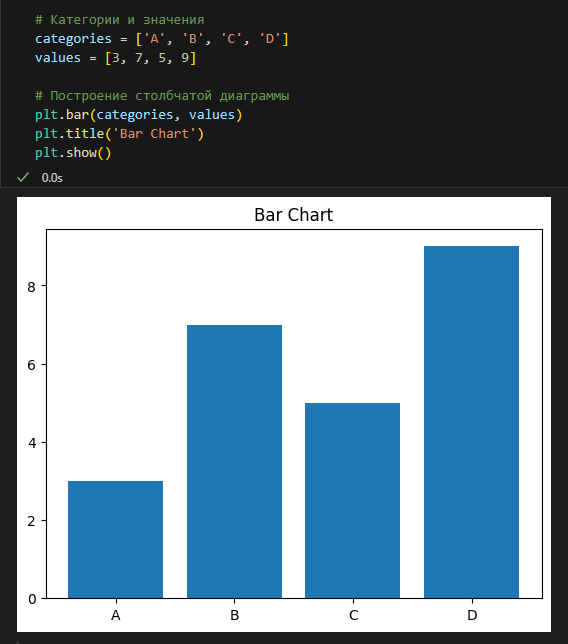 # Категории и значения
categories = ['A', 'B', 'C', 'D']
values = [3, 7, 5, 9]
# Построение столбчатой диаграммы
plt.bar(categories, values)
plt.title('Bar Chart')
plt.show()
0.0s
Bar Chart
8
6
4
2
0
A B C D